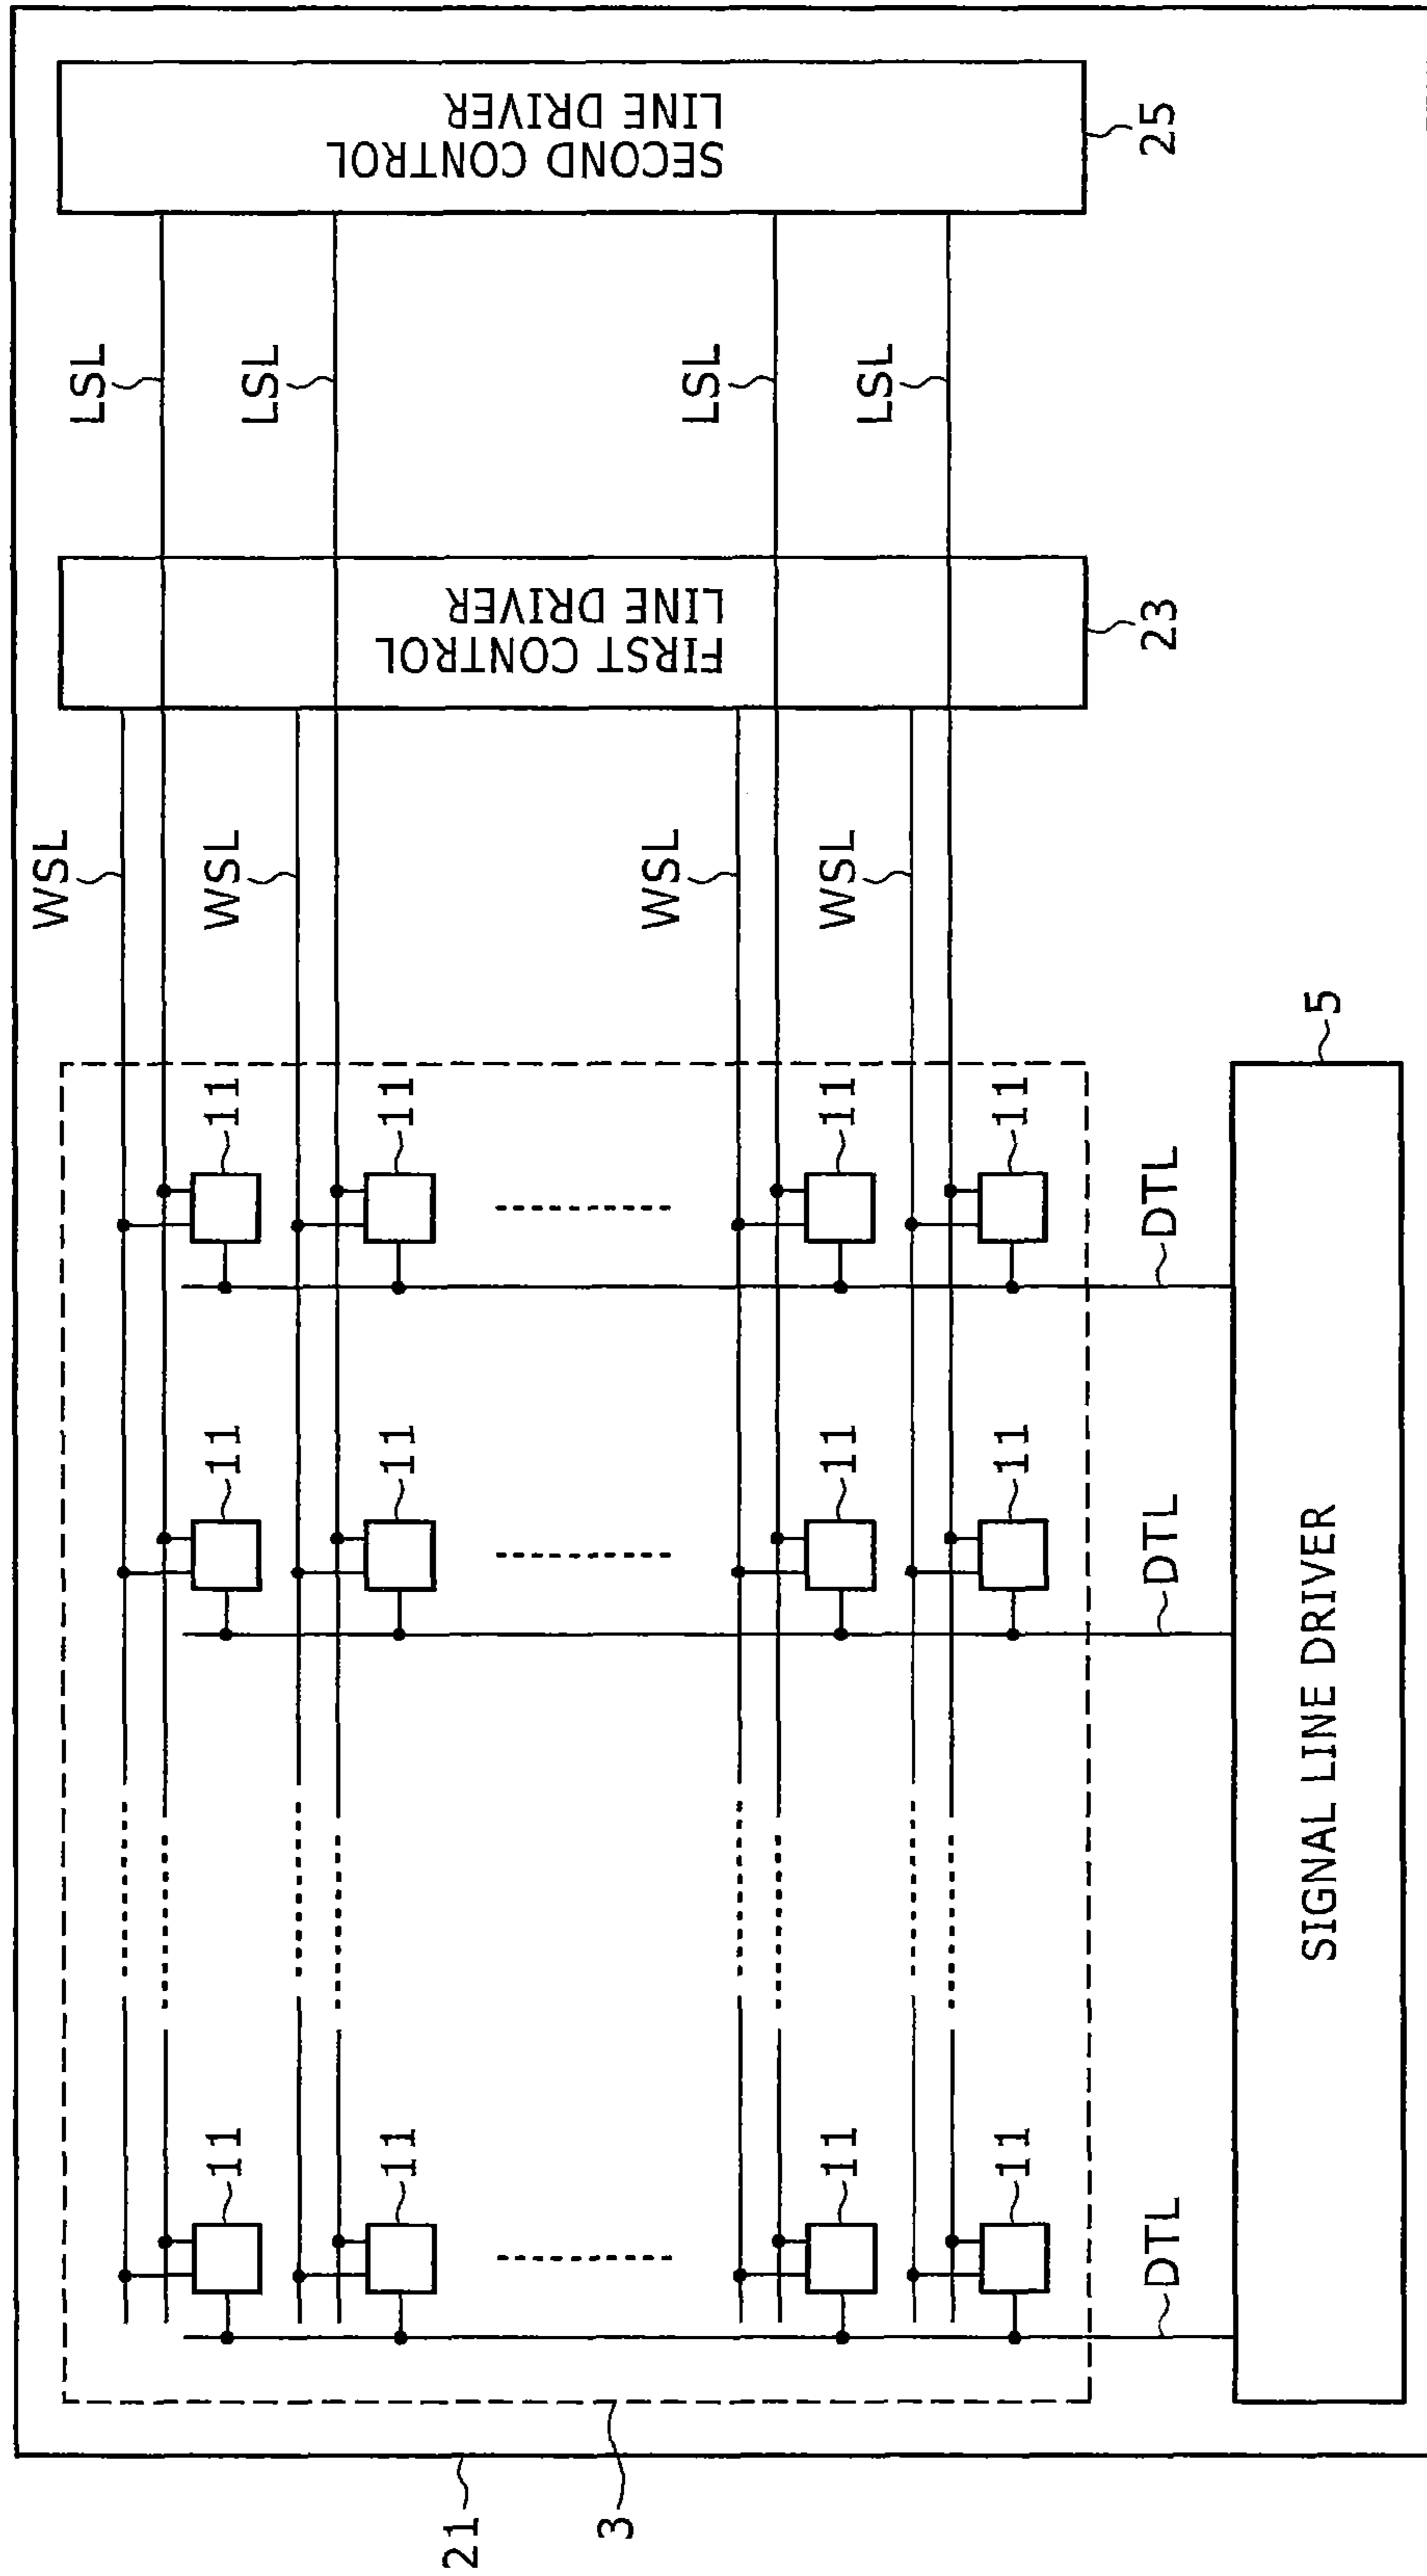 WSL
LSL
11
11
11
WSL
LSL
11
11
11
21
3
FIRST CONTROL
LINE DRIVER
SECOND CONTROL
LINE DRIVER
WSL
LSL
11
11
11
WSL
LSL
11
11
11
DTL
DTL
DTL
23
25
5
SIGNAL LINE DRIVER